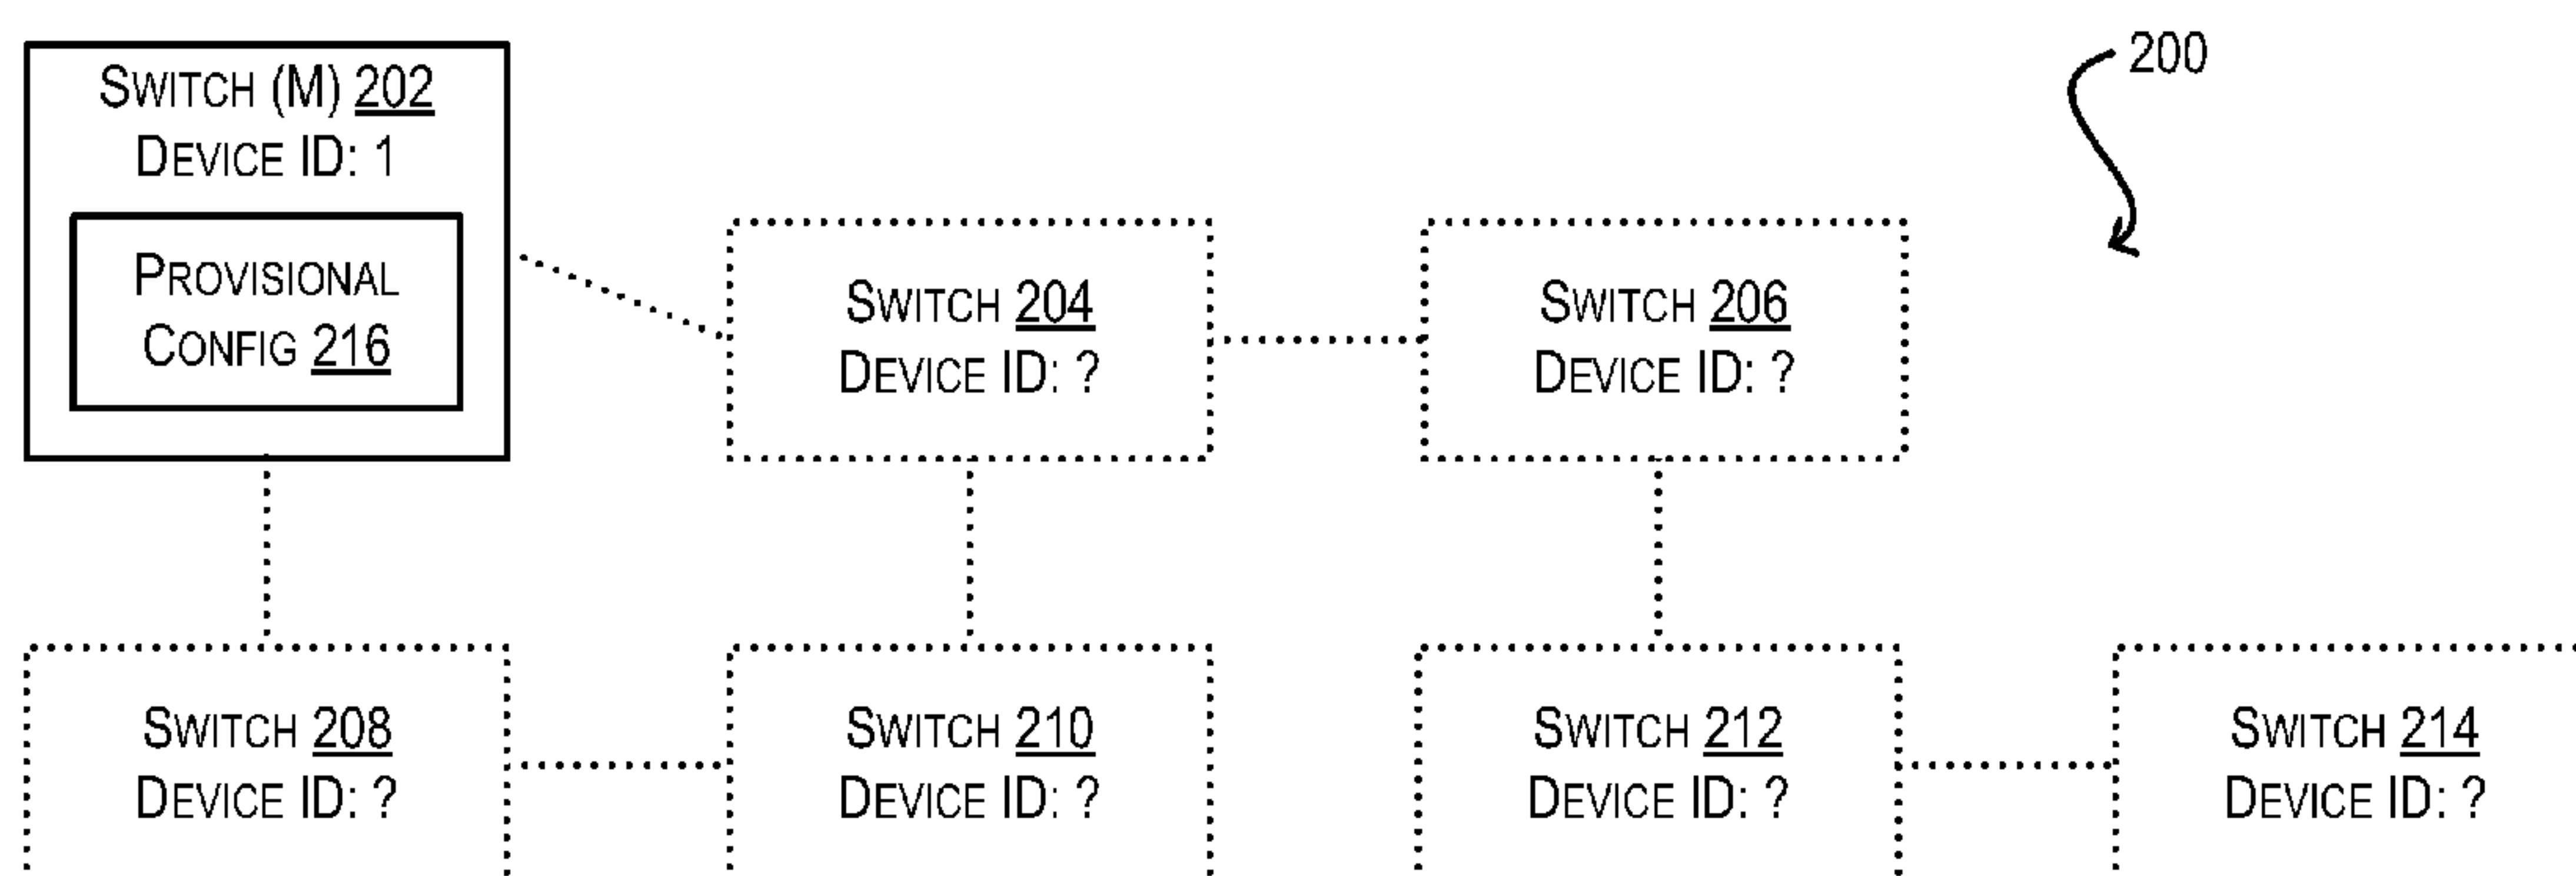 200
SWITCH (M) 202
DEVICE ID: 1
PROVISIONAL
CONFIG 216
SWITCH 204
DEVICE ID: ?
SWITCH 206
DEVICE ID: ?
SWITCH 208
DEVICE ID: ?
SWITCH 210
DEVICE ID: ?
SWITCH 212
DEVICE ID: ?
SWITCH 214
DEVICE ID: ?